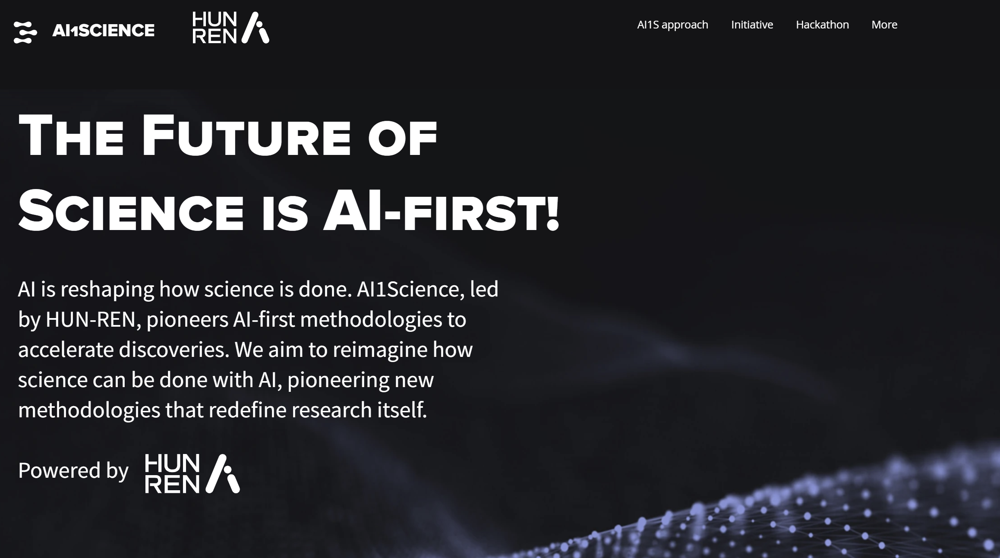 AI1SCIENCE
HUN
REN
AI1S approach
Initiative
Hackathon
More
The Future of
Science is AI-first!
AI is reshaping how science is done. AI1Science, led
by HUN-REN, pioneers AI-first methodologies to
accelerate discoveries. We aim to reimagine how
science can be done with AI, pioneering new
methodologies that redefine research itself.
Powered by
HUN
REN